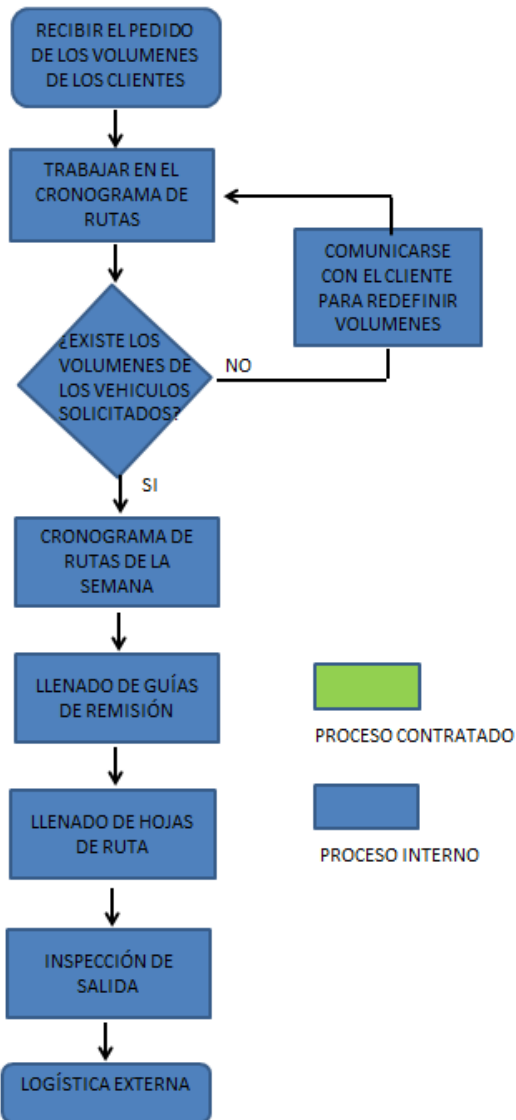 RECIBIR EL PEDIDO
DE LOS VOLUMENES
DE LOS CLIENTES
TRABAJAR EN EL
CRONOGRAMA DE
RUTAS
COMUNICARSE
CON EL CLIENTE
PARA REDEFINIR
VOLUMENES
¿EXISTE LOS
VOLUMENES DE
LOS VEHICULOS
SOLICITADOS?
NO
SI
CRONOGRAMA DE
RUTAS DE LA
SEMANA
LLENADO DE GUÍAS
DE REMISIÓN
PROCESO CONTRATADO
LLENADO DE HOJAS
DE RUTA
PROCESO INTERNO
INSPECCIÓN DE
SALIDA
LOGÍSTICA EXTERNA